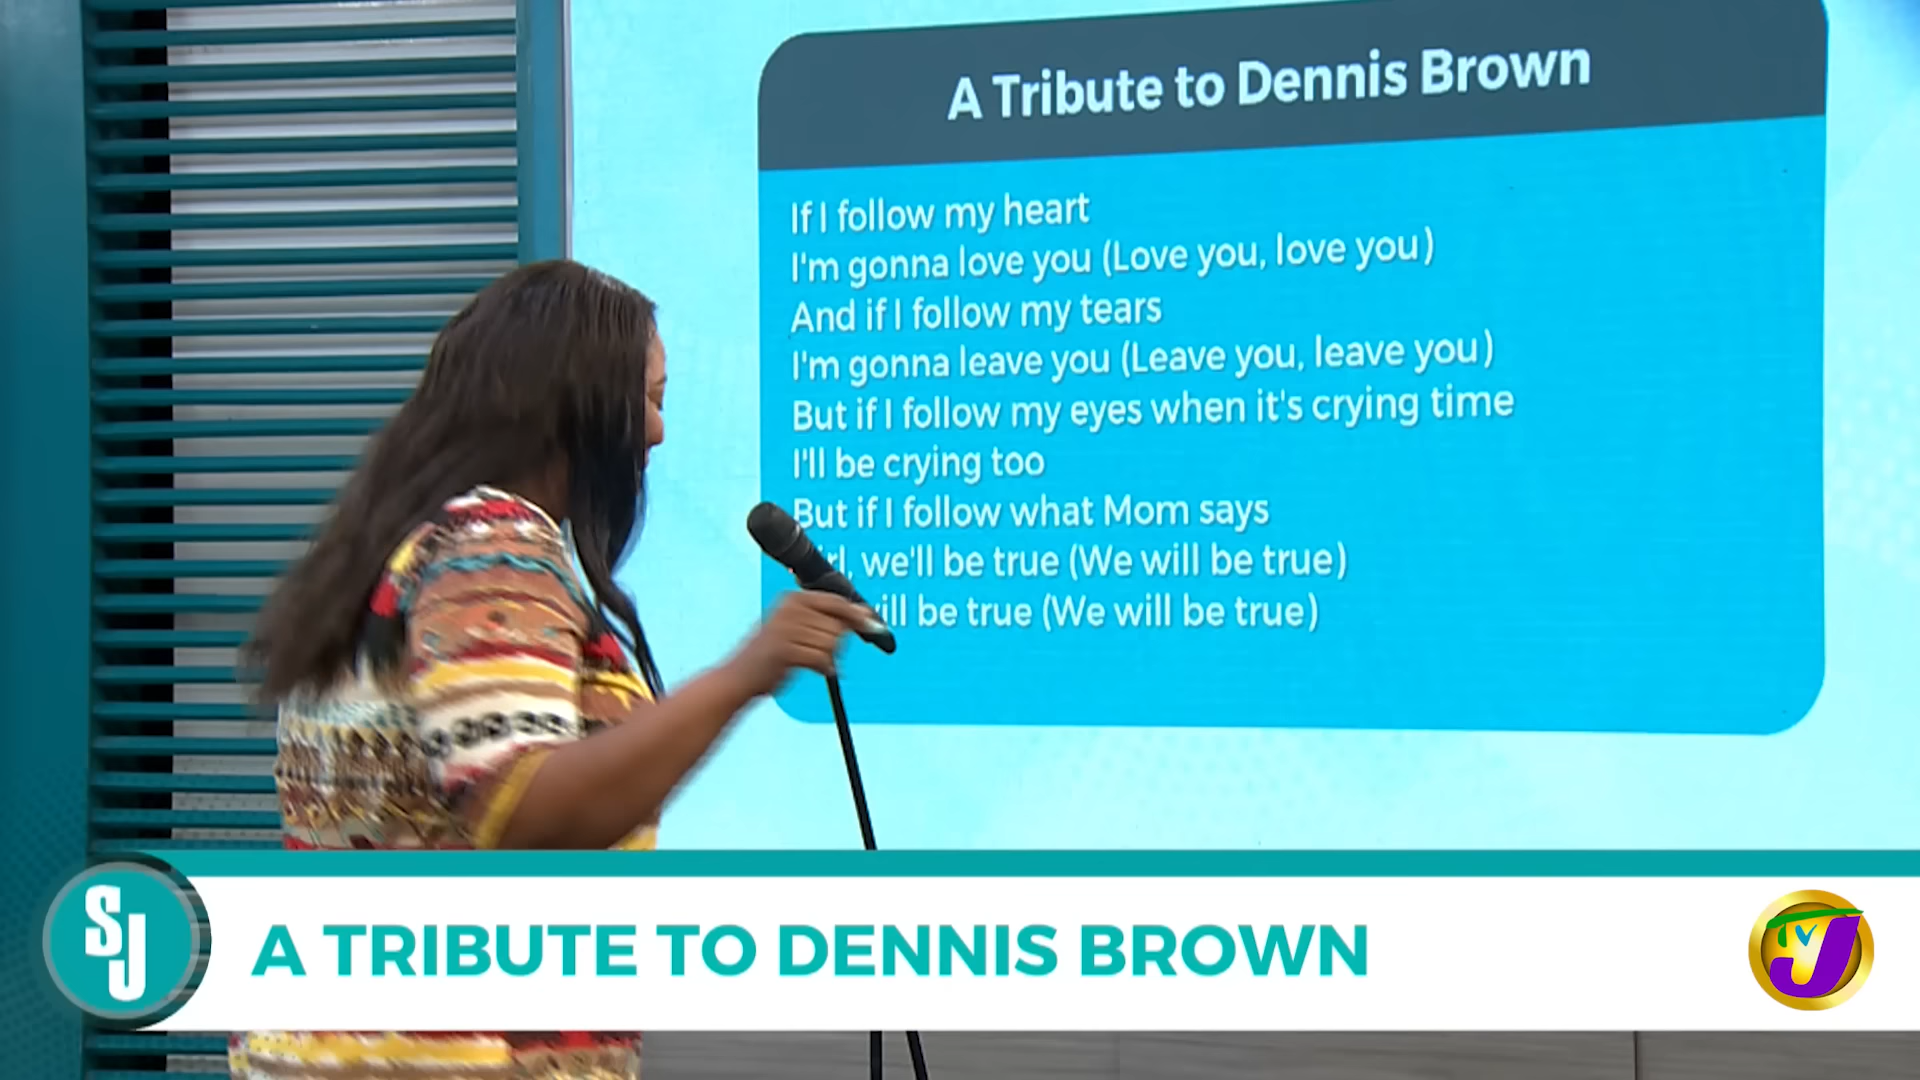 A Tribute to Dennis Brown
If I follow my heart
I'm gonna love you (Love you, love you)
And if I follow my tears
I'm gonna leave you (Leave you, leave you)
But if I follow my eyes when it's crying time
I'll be crying too
But if I follow what Mom says
we'll be true (We will be true)
be true (We will be true)
SJ
A TRIBUTE TO DENNIS BROWN
TVJ